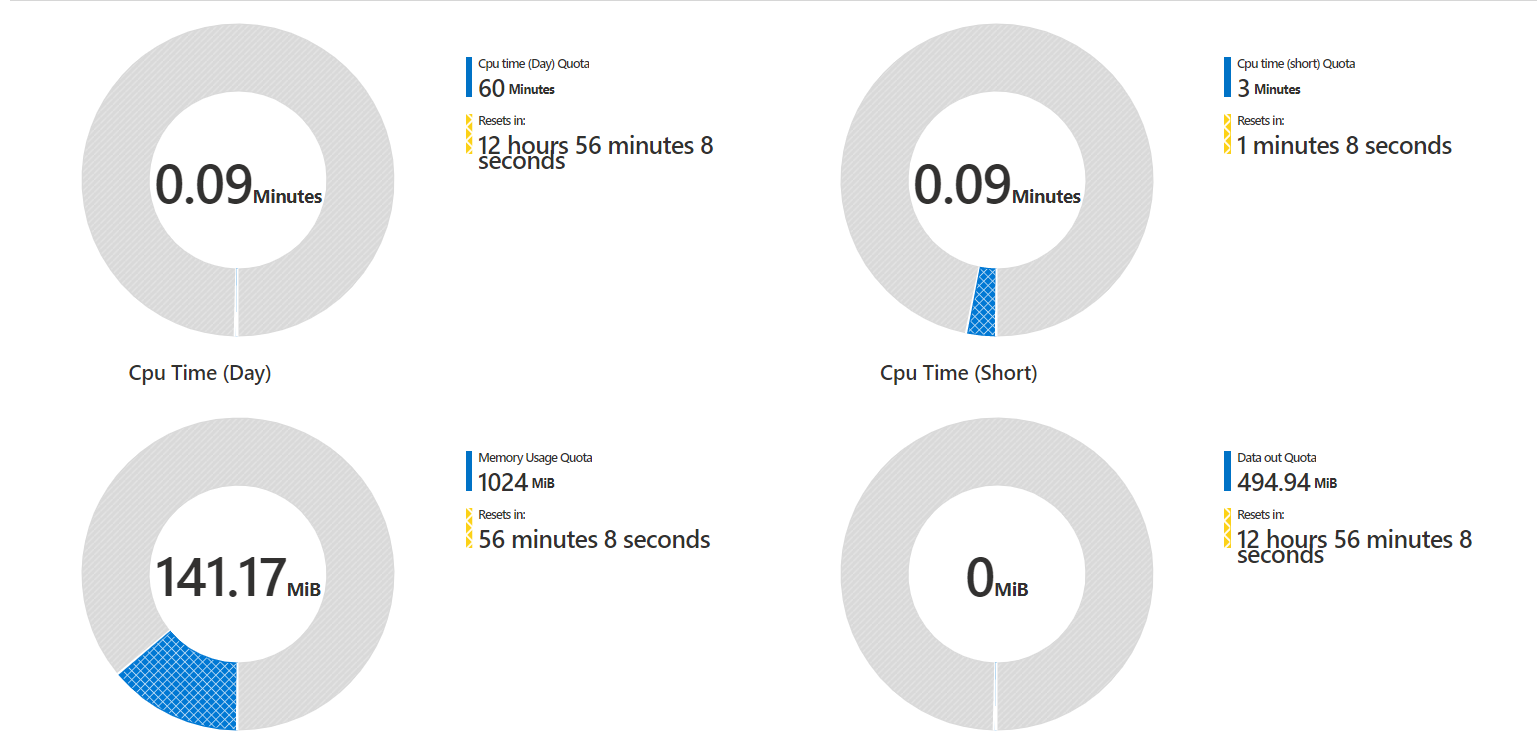 Cpu time (Day) Quota
60 Minutes
Resets in:
12 hours 56 minutes 8
seconds
0.09Minutes
Cpu Time (Day)
Cpu time (short) Quota
3 Minutes
Resets in:
1 minutes 8 seconds
0.09Minutes
Cpu Time (Short)
Memory Usage Quota
1024 MiB
Resets in:
56 minutes 8 seconds
141.17MiB
Data out Quota
494.94 MiB
Resets in:
12 hours 56 minutes 8
seconds
0MiB